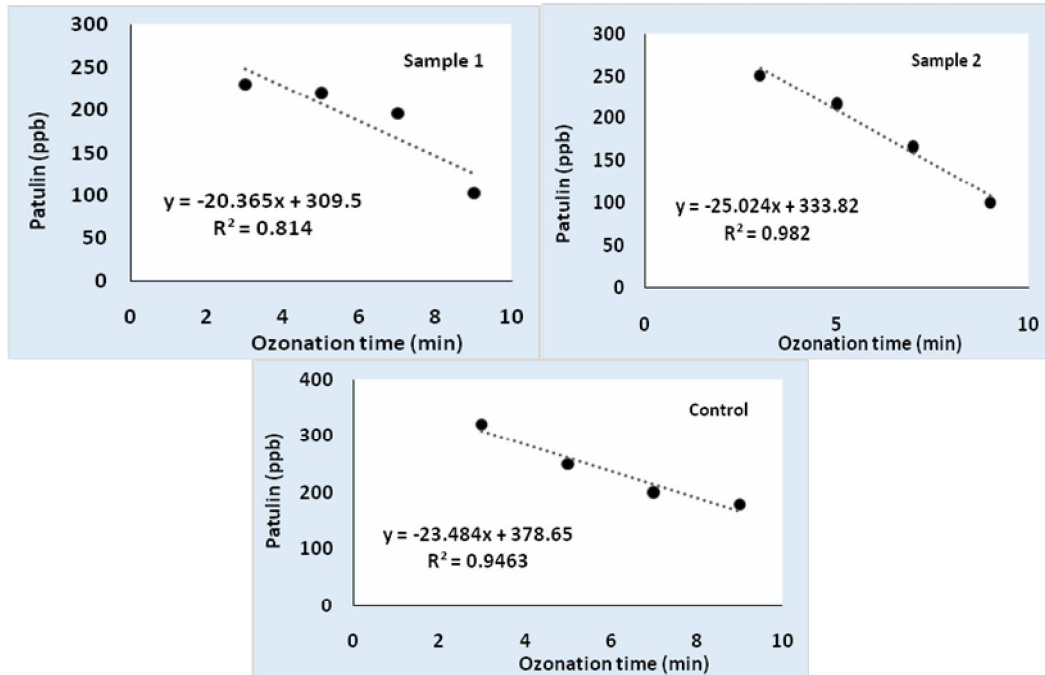 300
250
200
150
100
50
0
Patulin (ppb)
Sample 1
y = -20.365x + 309.5
R² = 0.814
0 2 4 6 8 10
Ozonation time (min)
300
250
200
150
100
50
0
Patulin (ppb)
Sample 2
y = -25.024x + 333.82
R² = 0.982
0 5 10
Ozonation time (min)
400
300
200
100
0
Patulin (ppb)
Control
y = -23.484x + 378.65
R² = 0.9463
0 2 4 6 8 10
Ozonation time (min)